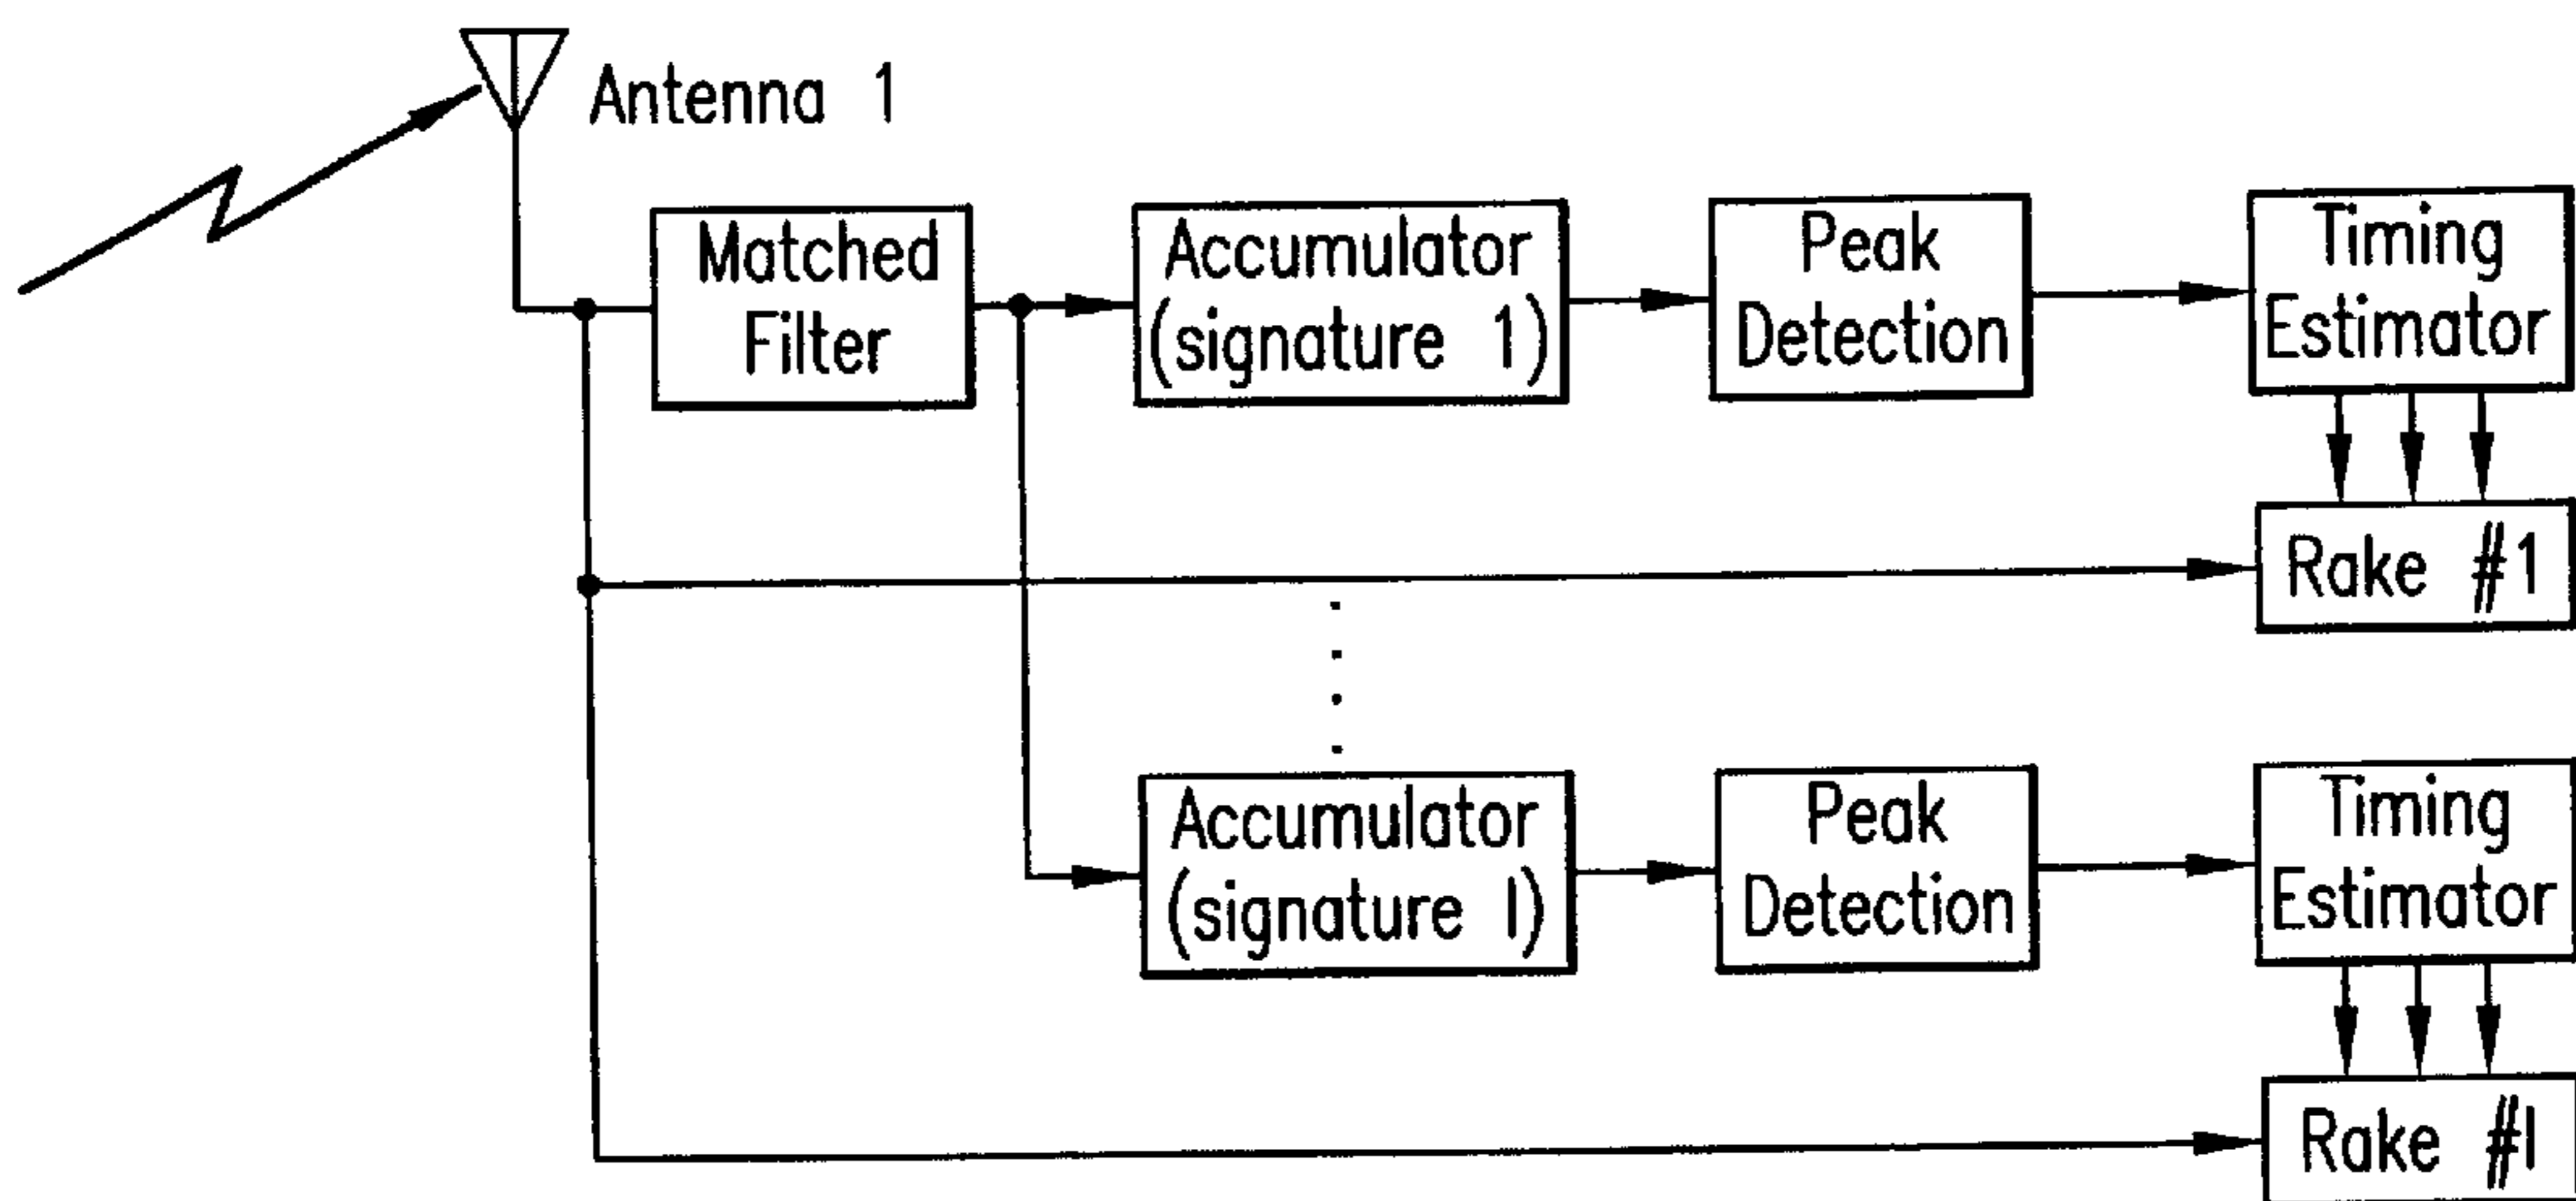 Antenna 1
Matched
Filter
Accumulator
(signature 1)
Peak
Detection
Timing
Estimator
Rake #1
Accumulator
(signature I)
Peak
Detection
Timing
Estimator
Rake #I